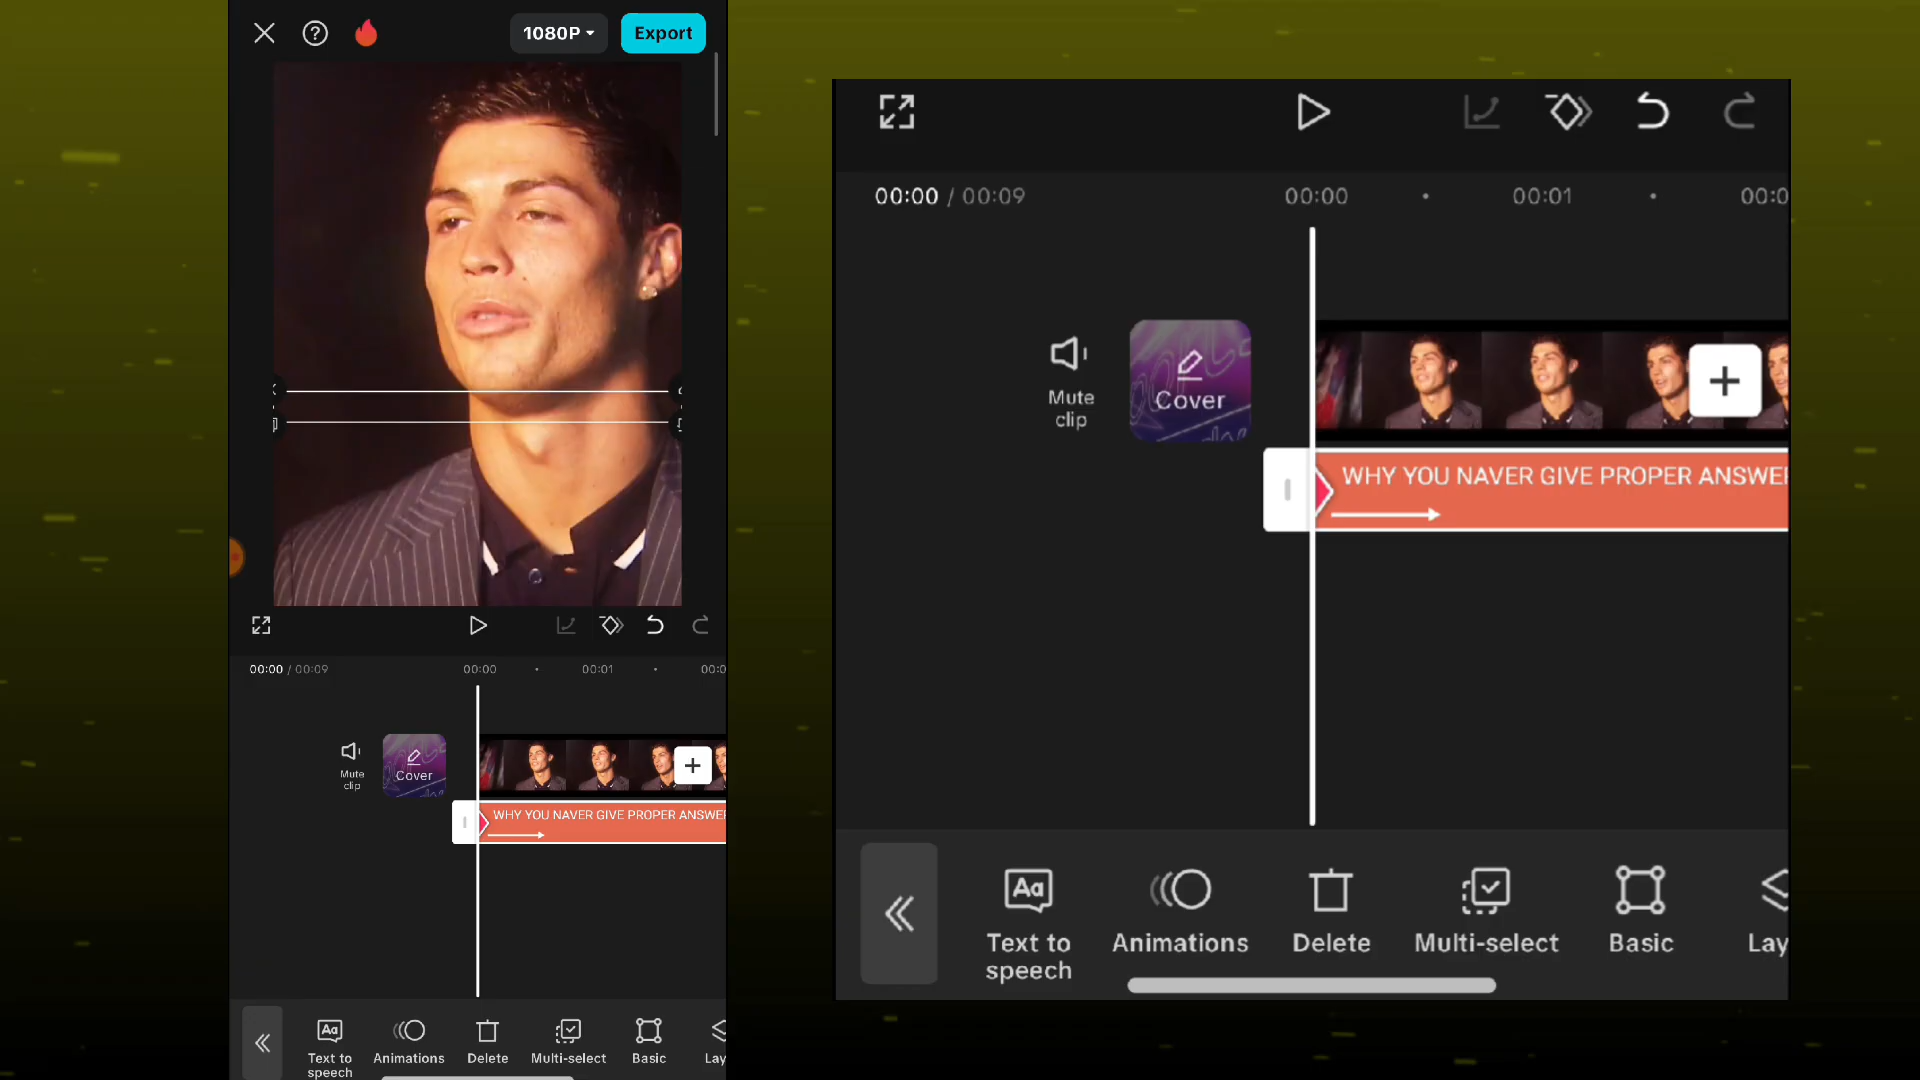 1080P
Export
00:00 / 00:09
00:00
00:01
Mute
clip
Cover
WHY YOU NAVER GIVE PROPER ANSWE
Text to
speech
Animations
Delete
Multi-select
Basic
Lay
00:00 / 00:09
00:00
00:01
00:0
Mute
clip
Cover
WHY YOU NAVER GIVE PROPER ANSWE
Aa
Text to
speech
Animations
Delete
Multi-select
Basic
Lay